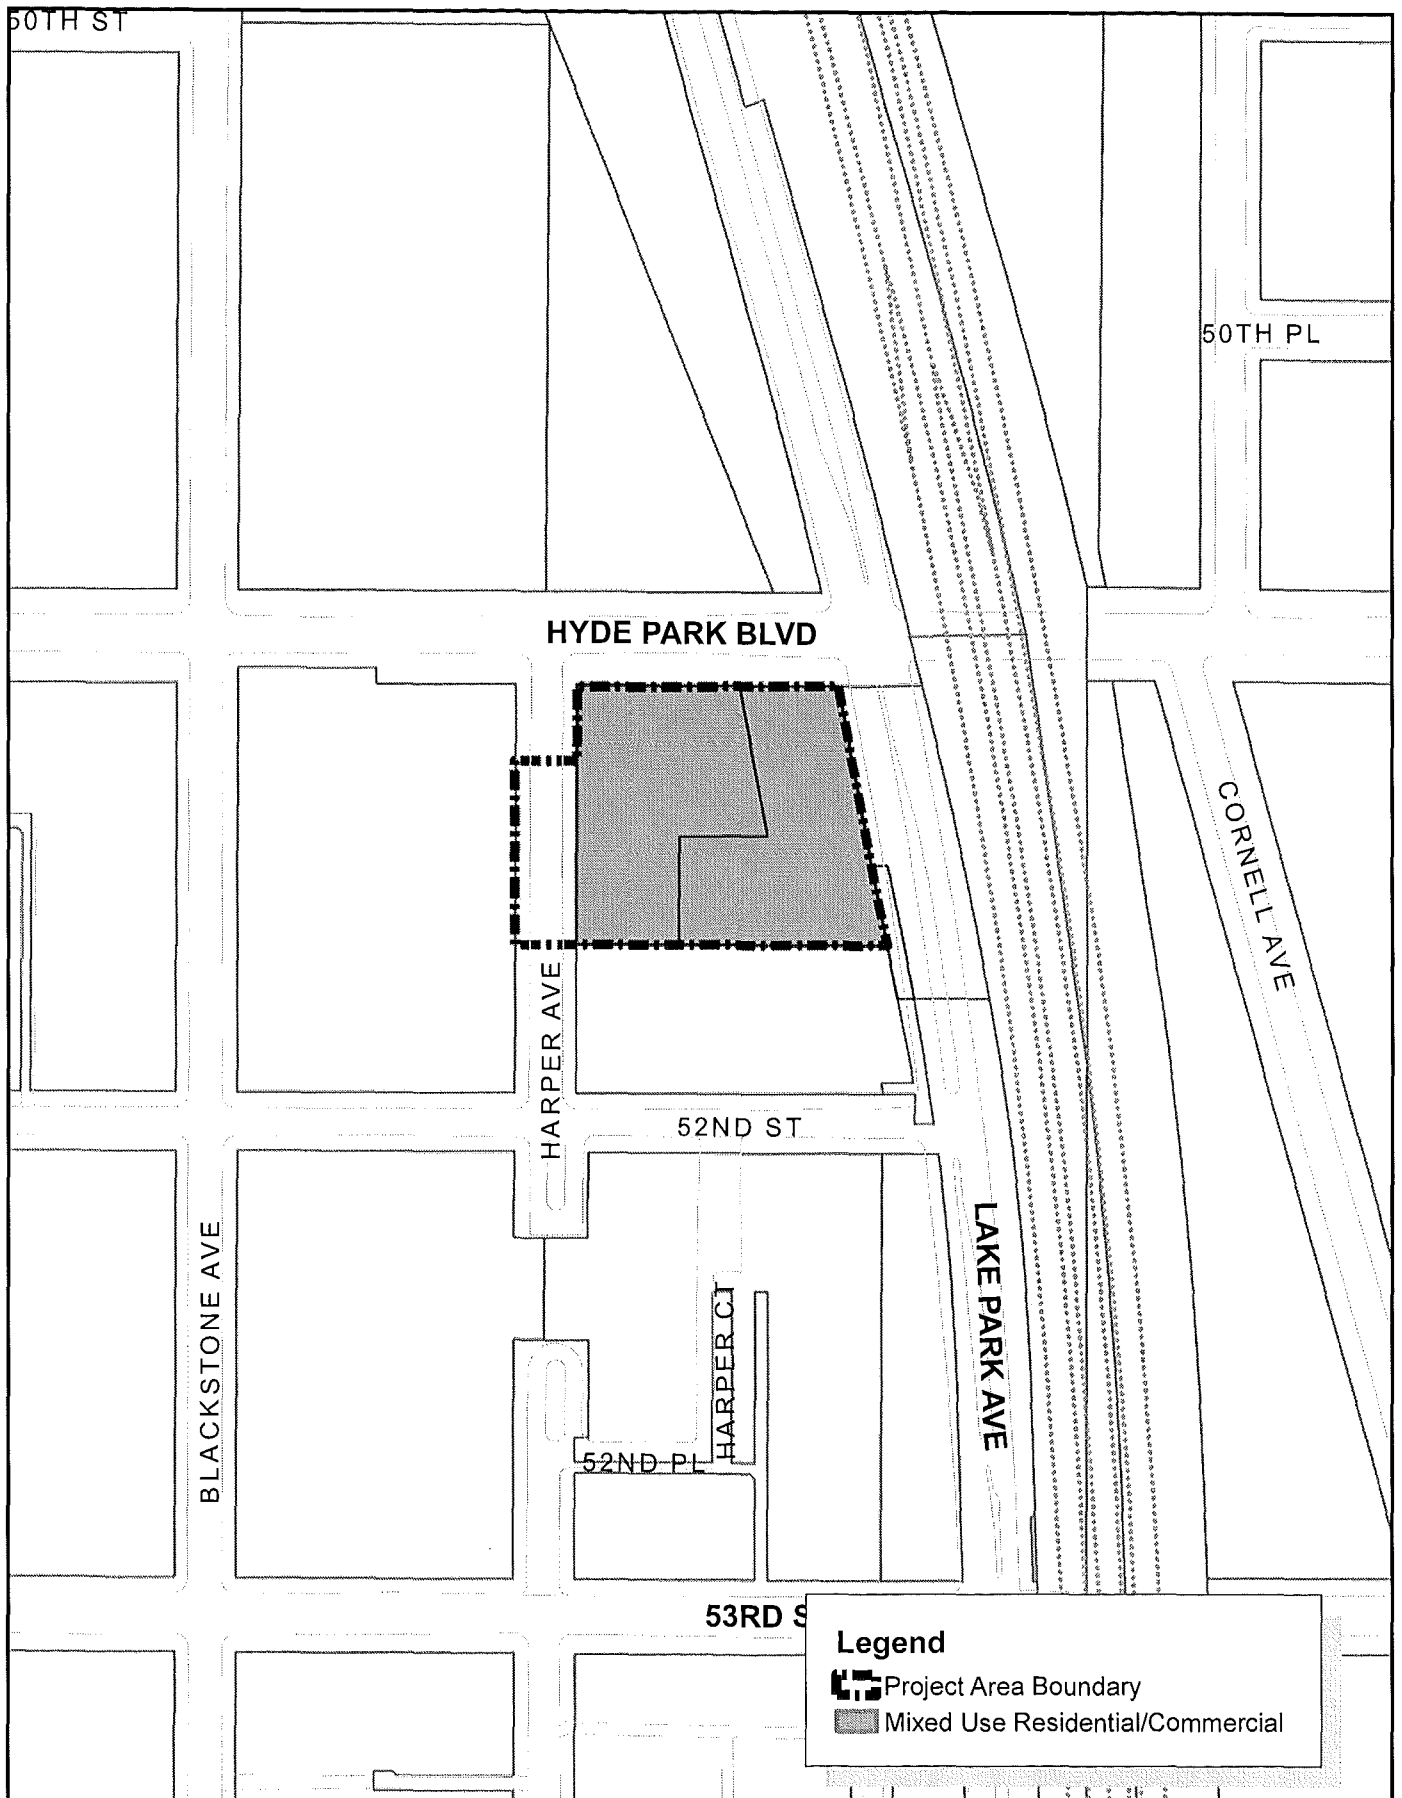 50TH ST
50TH PL
HYDE PARK BLVD
CORNELL AVE
HARPER AVE
52ND ST
LAKE PARK AVE
BLACKSTONE AVE
HARPER CT
52ND PL
53RD S
Legend
Project Area Boundary
Mixed Use Residential/Commercial